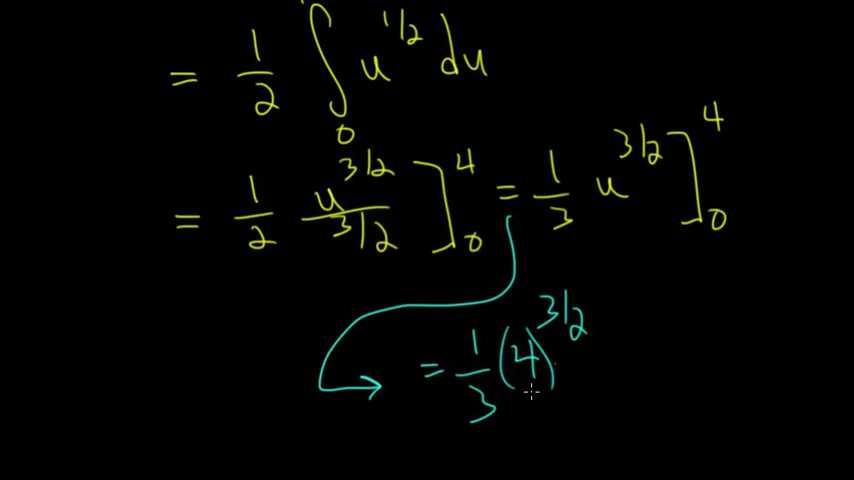 = 1/2 ∫₀ u^1/2 du
= 1/2 u^3/2 / 3/2 ]₀⁴ = 1/3 u^3/2 ]₀⁴
= 1/3 (4)^3/2